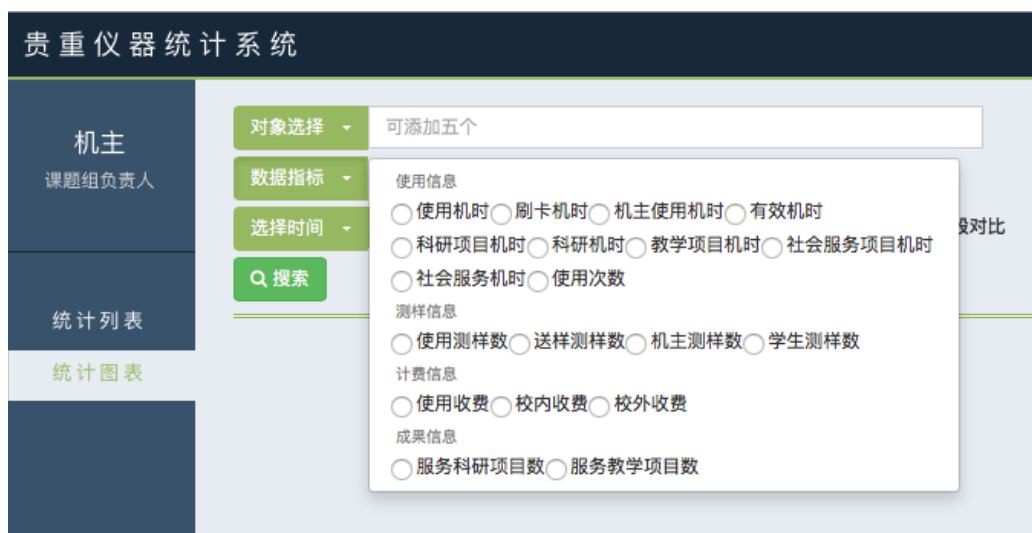 贵重仪器统计系统
机主
课题组负责人
统计列表
统计图表
对象选择
可添加五个
数据指标
选择时间
搜索
使用信息
使用机时 刷卡机时 机主使用机时 有效机时
科研项目机时 科研机时 教学项目机时 社会服务项目机时
社会服务机时 使用次数
测样信息
使用测样数 送样测样数 机主测样数 学生测样数
计费信息
使用收费 校内收费 校外收费
成果信息
服务科研项目数 服务教学项目数
对比